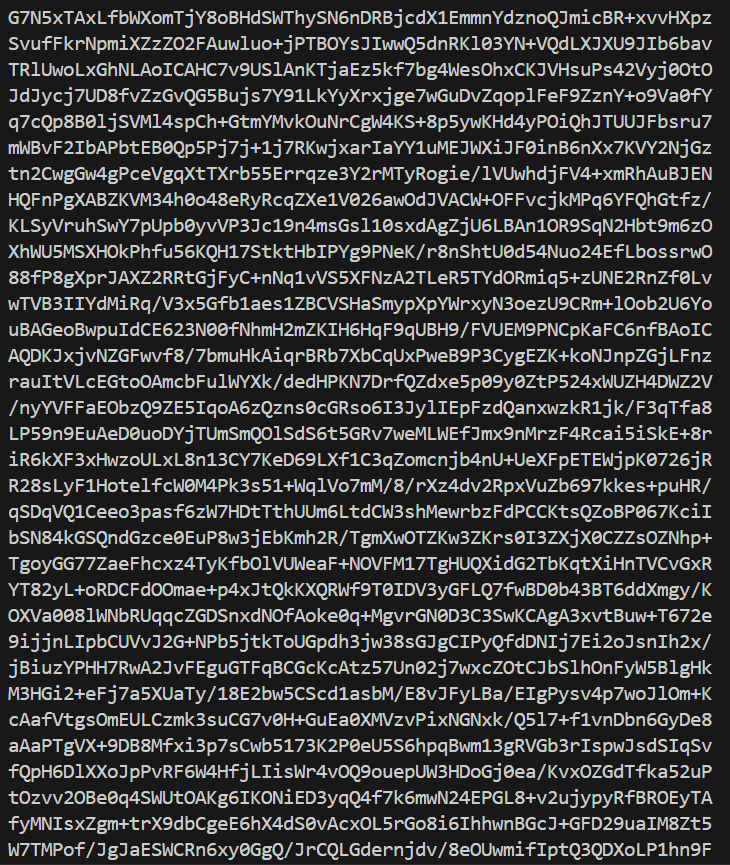 G7N5xTAxLfbWXomTjY8oBHdSWThySN6nDRBjcdX1EmmnYdznoQJmicBR+xvvHXpz
SvufFkrNpmiXZzZO2FAuwluo+jPTBOYsJIwwQ5dnRKl03YN+VQdLXJXU9JIb6bav
TRlUwoLxGhNLAoICAHC7v9USlAnKTjaEz5kf7bg4WesOhxCKJVHsuPs42Vyj0OtO
JdJycj7UD8fvZzGvQG5Bujs7Y91LkYyXrxjge7wGuDvZqoplFeF9ZznY+o9Va0fY
q7cQp8B0ljSVMl4spCh+GtmYMvkOuNrCgW4KS+8p5ywKHd4yPOiQhJTUUJFbsru7
mWBvF2IbAPbtEB0Qp5Pj7j+1j7RKwjxarIaYY1uMEJWXiJF0inB6nXx7KVY2NjGz
tn2CwgGw4gPceVgqXtTXrb55Errqze3Y2rMTyRogie/lVUwhdjFV4+xmRhAuBJEN
HQFnPgXABZKVM34h0o48eRyRcqZXe1V026awOdJVACW+OFFvcjkMPq6YFQhGtfz/
KLSyVruhSwY7pUpb0yvVP3Jc19n4msGsl10sxdAgZjU6LBAn1OR9SqN2Hbt9m6zO
XhWU5MSXHOkPhfu56KQH17StktHbIPYg9PNeK/r8nShtU0d54Nuo24EfLbossrwO
88fP8gXprJAXZ2RRtGjFyC+nNq1vVS5XFNzA2TLeR5TYdORmiq5+zUNE2RnZf0Lv
wTVB3IIYdMiRq/V3x5Gfb1aes1ZBCVSHaSmypXpYWrxyN3oezU9CRm+lOob2U6Yo
uBAGeoBwpuIdCE623N00fNhmH2mZKIH6HqF9qUBH9/FVUEM9PNCpKaFC6nfBAoIC
AQDKJxjvNZGFwvf8/7bmuHkAiqrBRb7XbCqUxPweB9P3CygEZK+koNJnpZGjLFnz
rauItVLcEGtoOAmcbFulWYXk/dedHPKN7DrfQZdxe5p09y0ZtP524xWUZH4DWZ2V
/nyYVFFaEObzQ9ZE5IqoA6zQzns0cGRso6I3JylIEpFzdQanxwzkR1jk/F3qTfa8
LP59n9EuAeD0uoDYjTUmSmQOlSdS6t5GRv7weMLWEfJmx9nMrzF4Rcai5iSkE+8r
iR6kXF3xHwzoULxL8n13CY7KeD69LXf1C3qZomcnjb4nU+UeXFpETEWjpK0726jR
R28sLyF1HotelfcW0M4Pk3s51+WqlVo7mM/8/rXz4dv2RpxVuZb697kkes+puHR/
qSDqVQ1Ceeo3pasf6zW7HDtTthUUm6LtdCW3shMewrbzFdPCCKtsQZoBP067KciI
bSN84kGSQndGzce0EuP8w3jEbKmh2R/TgmXwOTZKw3ZKrs0I3ZXjX0CZZsOZNhp+
TgoyGG77ZaeFhcxz4TyKfbOlVUWeaF+NOVFM17TgHUQXidG2TbKqtXiHnTVCvGxR
YT82yL+oRDCFdOOmae+p4xJtQkKXQRWf9T0IDV3yGFLQ7fwBD0b43BT6ddXmgy/K
OXVa008lWNbRUqqcZGDSnxdNOfAoke0q+MgvrGN0D3C3SwKCAgA3xvtBuw+T672e
9ijjnLIpbCUVvJ2G+NPb5jtkToUGpdh3jw38sGJgCIPyQfdDNIj7Ei2oJsnIh2x/
jBiuzYPHH7RwA2JvFEguGTFqBCGcKcAtz57Un02j7wxcZOtCJbSlhOnFyW5BlgHk
M3HGi2+eFj7a5XUaTy/18E2bw5CScd1asbM/E8vJFyLBa/EIgPysv4p7woJlOm+K
cAafVtgsOmEULCzmk3suCG7v0H+GuEa0XMVzvPixNGNxk/Q5l7+f1vnDbn6GyDe8
aAaPTgVX+9DB8Mfxi3p7sCwb5173K2P0eU5S6hpqBwm13gRVGb3rIspwJsdSIqSv
fQpH6DlXXoJpPvRF6W4HfjLIisWr4vOQ9ouepUW3HDoGj0ea/KvxOZGdTfka52uP
tOzvv2OBe0q4SWUtOAKg6IKONiED3yqQ4f7k6mwN24EPGL8+v2ujypyRfBROEyTA
fyMNIsxZgm+trX9dbCgeE6hX4dS0vAcxOL5rGo8i6IhhwnBGcJ+GFD29uaIM8Zt5
W7TMPof/JgJaESWCRn6xy0GgQ/JrCQLGdernjdv/8eOUwmifIptQ3QDXoLP1hn9F